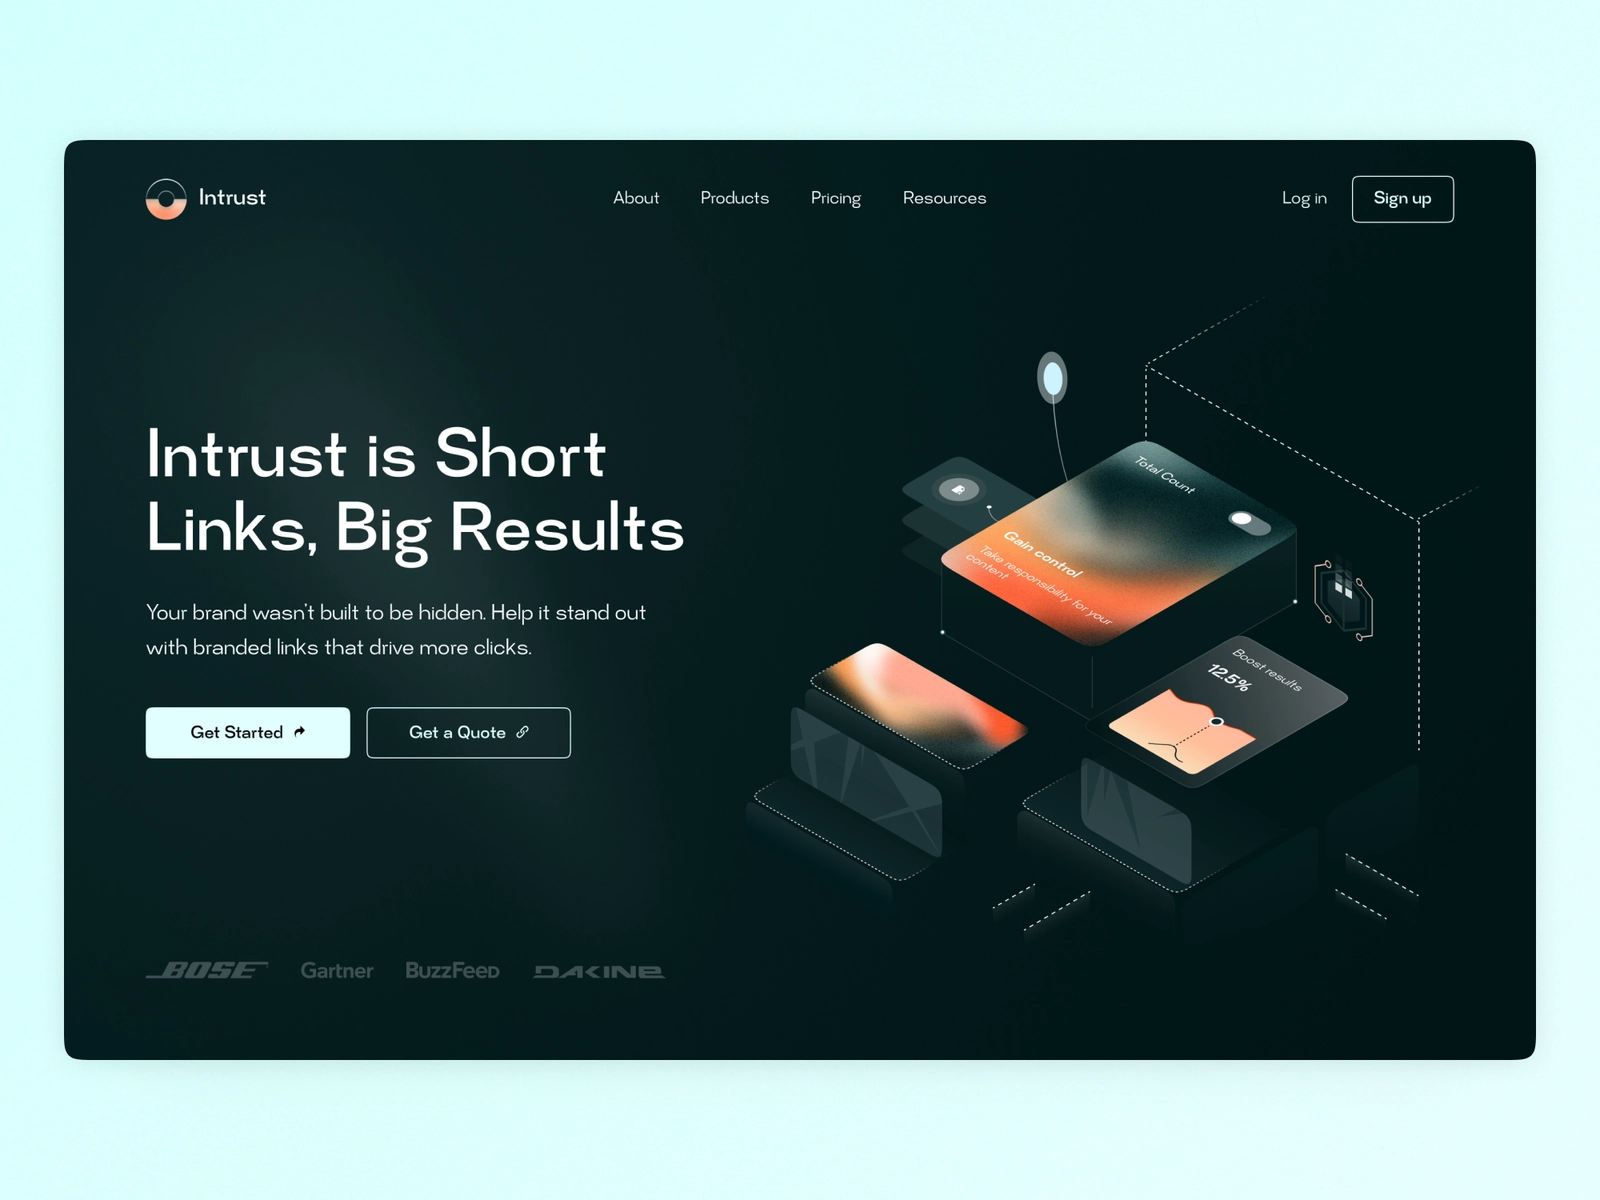 Intrust
About Products Pricing Resources
Log in Sign up
Intrust is Short
Links, Big Results
Your brand wasn't built to be hidden. Help it stand out
with branded links that drive more clicks.
Get Started
Get a Quote
BOSE Gartner BuzzFeed DAKINE
Total Count
Gain control
Take responsibility for your
content
Boost results
12.5%